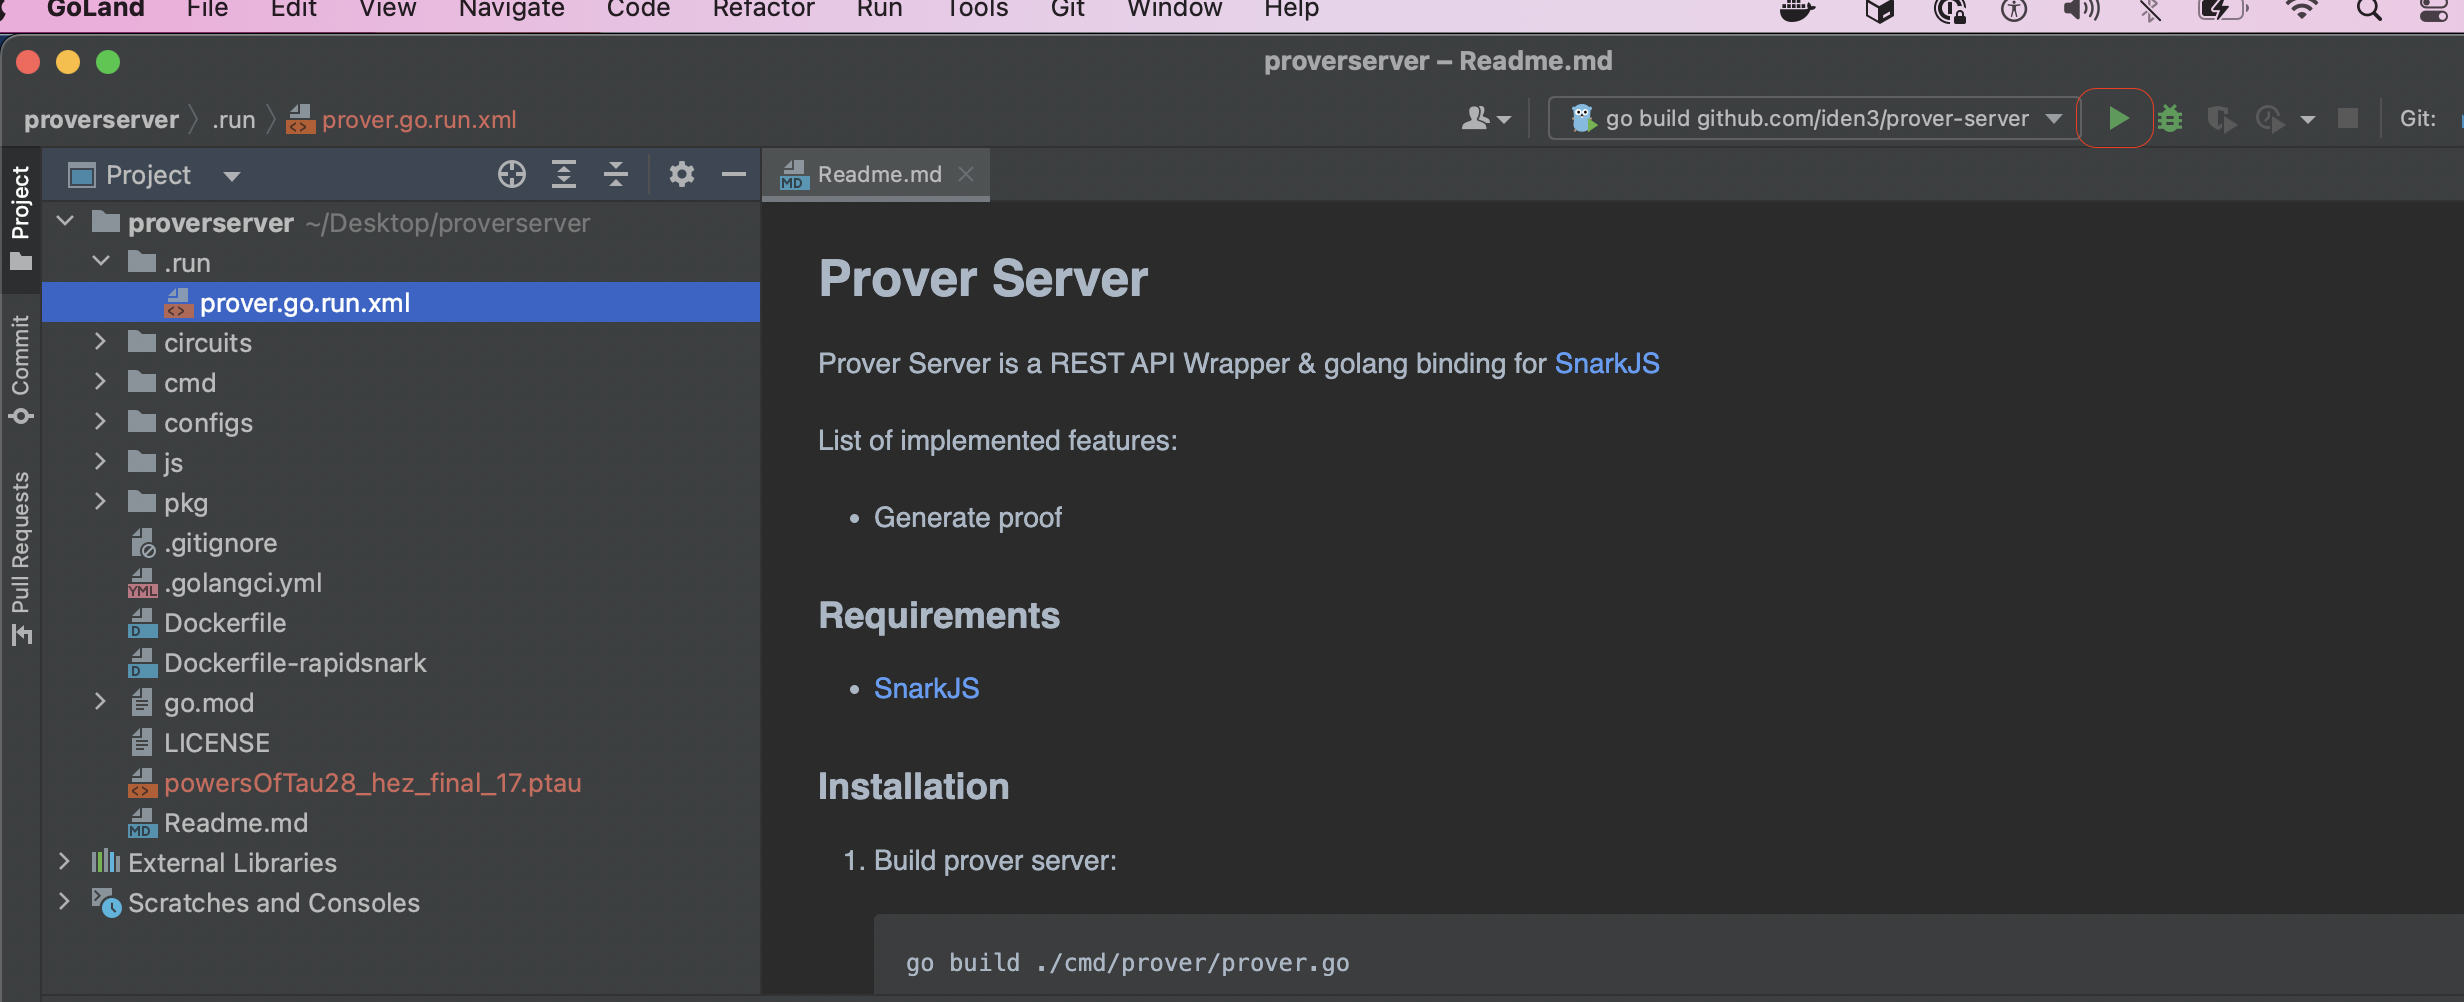 GoLand File Edit View Navigate Code Refactor Run Tools Git Window Help
proverserver – Readme.md
proverserver .run prover.go.run.xml
go build github.com/iden3/prover-server
Git:
Project
Readme.md
Project
Commit
Pull Requests
proverserver ~/Desktop/proverserver
.run
prover.go.run.xml
circuits
cmd
configs
js
pkg
.gitignore
.golangci.yml
Dockerfile
Dockerfile-rapidsnark
go.mod
LICENSE
powersOfTau28_hez_final_17.ptau
Readme.md
External Libraries
Scratches and Consoles
Prover Server
Prover Server is a REST API Wrapper & golang binding for SnarkJS
List of implemented features:
• Generate proof
Requirements
• SnarkJS
Installation
1. Build prover server:
go build ./cmd/prover/prover.go